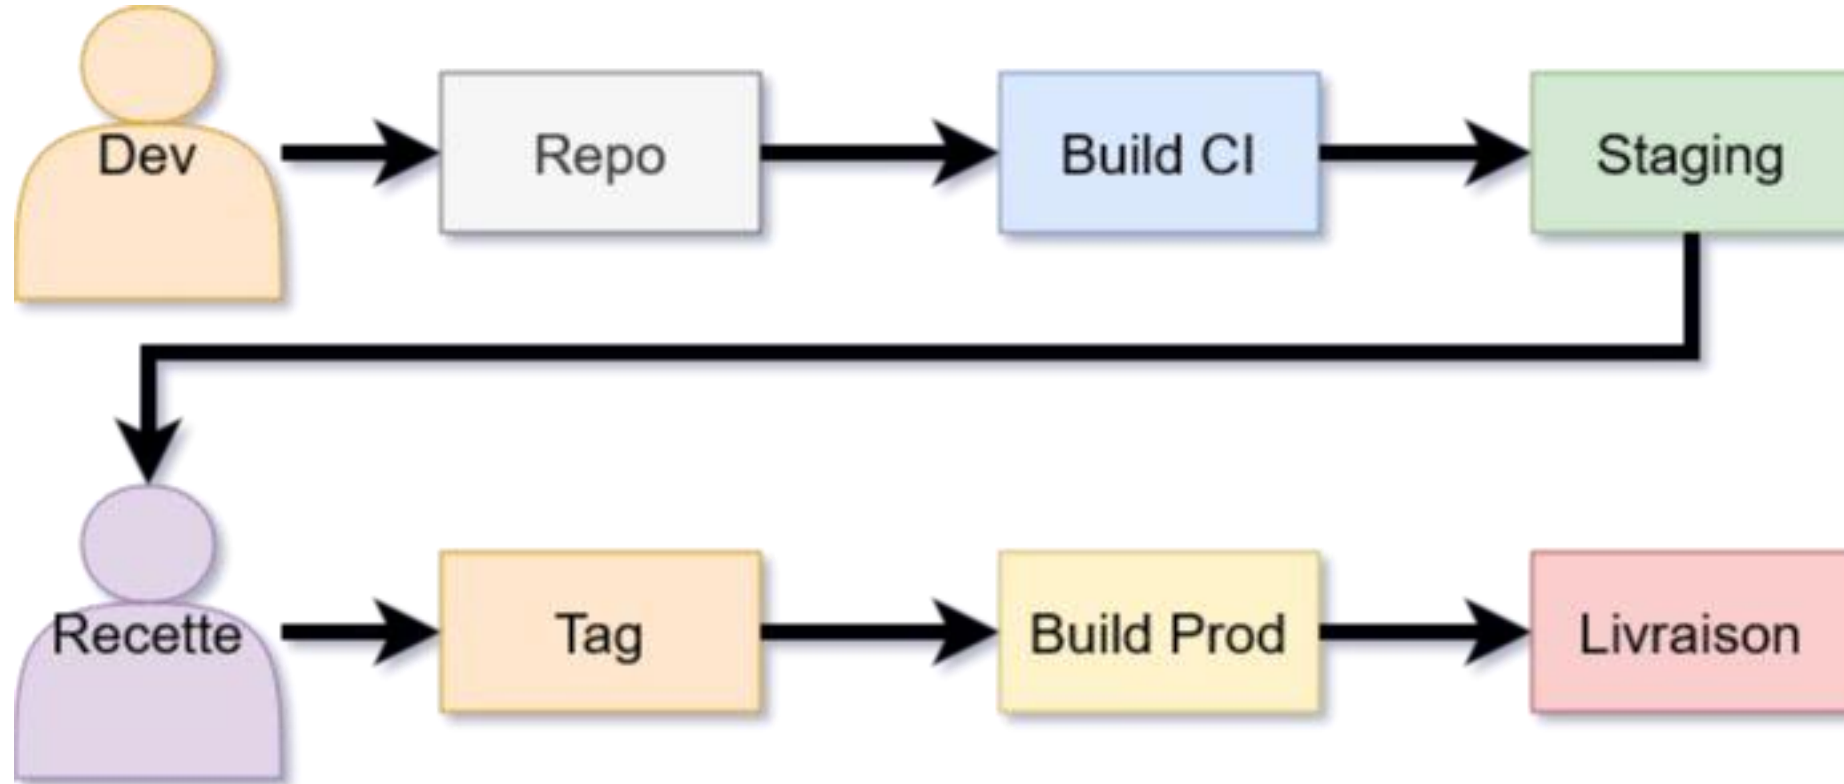 Dev
Repo
Build CI
Staging
Recette
Tag
Build Prod
Livraison